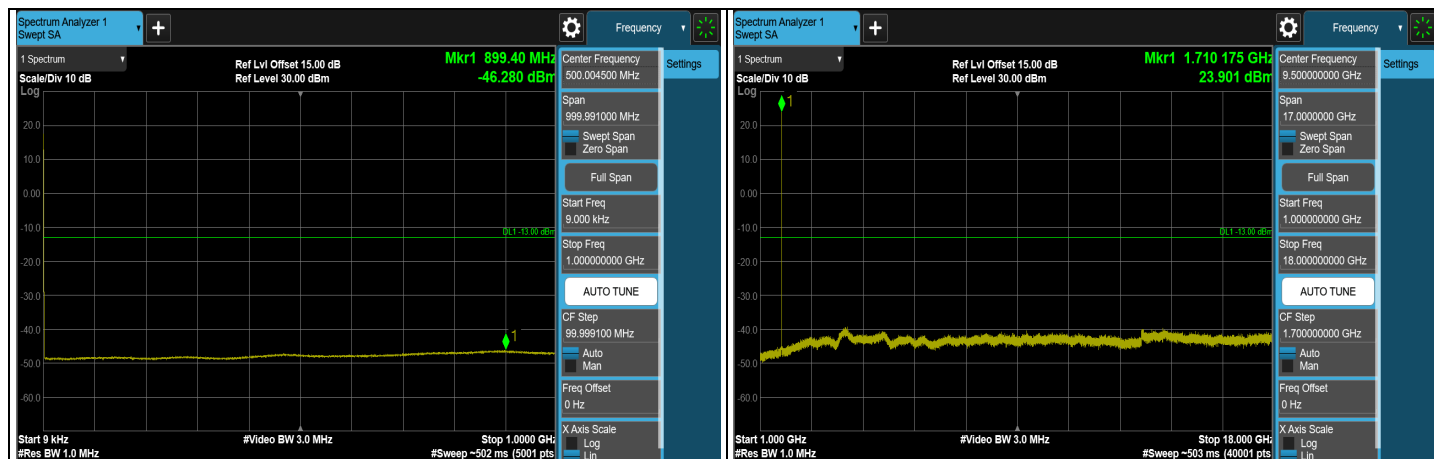 Spectrum Analyzer 1
Swept SA
+
Frequency
1 Spectrum
Scale/Div 10 dB
Ref Lvl Offset 15.00 dB
Ref Level 30.00 dBm
Mkr1 899.40 MHz
-46.280 dBm
Log
20.0
10.0
0.00
-10.0
-20.0
-30.0
-40.0
-50.0
-60.0
DL1 -13.00 dBm
1
Start 9 kHz
#Res BW 1.0 MHz
#Video BW 3.0 MHz
Stop 1.0000 GHz
#Sweep ~502 ms (5001 pts
Center Frequency
500.004500 MHz
Span
999.991000 MHz
Swept Span
Zero Span
Full Span
Start Freq
9.000 kHz
Stop Freq
1.000000000 GHz
AUTO TUNE
CF Step
99.999100 MHz
Auto
Man
Freq Offset
0 Hz
X Axis Scale
Log
Lin
Settings
Spectrum Analyzer 1
Swept SA
+
Frequency
1 Spectrum
Scale/Div 10 dB
Ref Lvl Offset 15.00 dB
Ref Level 30.00 dBm
Mkr1 1.710 175 GHz
23.901 dBm
Log
1
20.0
10.0
0.00
-10.0
-20.0
-30.0
-40.0
-50.0
-60.0
DL1 -13.00 dBm
Start 1.000 GHz
#Res BW 1.0 MHz
#Video BW 3.0 MHz
Stop 18.000 GHz
#Sweep ~503 ms (40001 pts
Center Frequency
9.500000000 GHz
Span
17.0000000 GHz
Swept Span
Zero Span
Full Span
Start Freq
1.000000000 GHz
Stop Freq
18.000000000 GHz
AUTO TUNE
CF Step
1.700000000 GHz
Auto
Man
Freq Offset
0 Hz
X Axis Scale
Log
Lin
Settings